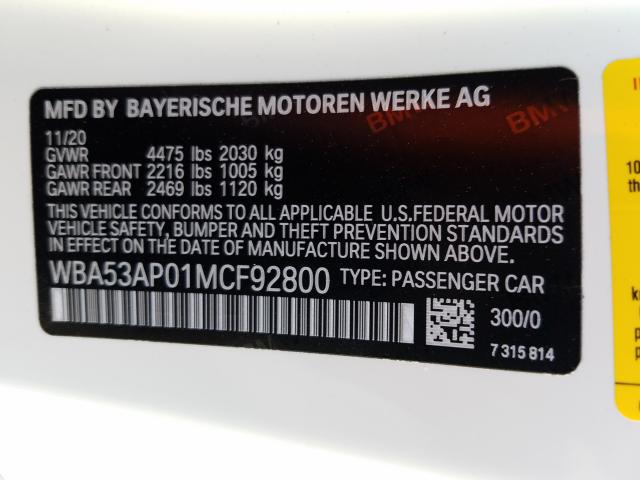 MFD BY BAYERISCHE MOTOREN WERKE AG
11/20
GVWR 4475 lbs 2030 kg
GAWR FRONT 2216 lbs 1005 kg
GAWR REAR 2469 lbs 1120 kg
THIS VEHICLE CONFORMS TO ALL APPLICABLE U.S.FEDERAL MOTOR
VEHICLE SAFETY, BUMPER AND THEFT PREVENTION STANDARDS
IN EFFECT ON THE DATE OF MANUFACTURE SHOWN ABOVE.
WBA53AP01MCF92800 TYPE: PASSENGER CAR
300/0
7 315 814